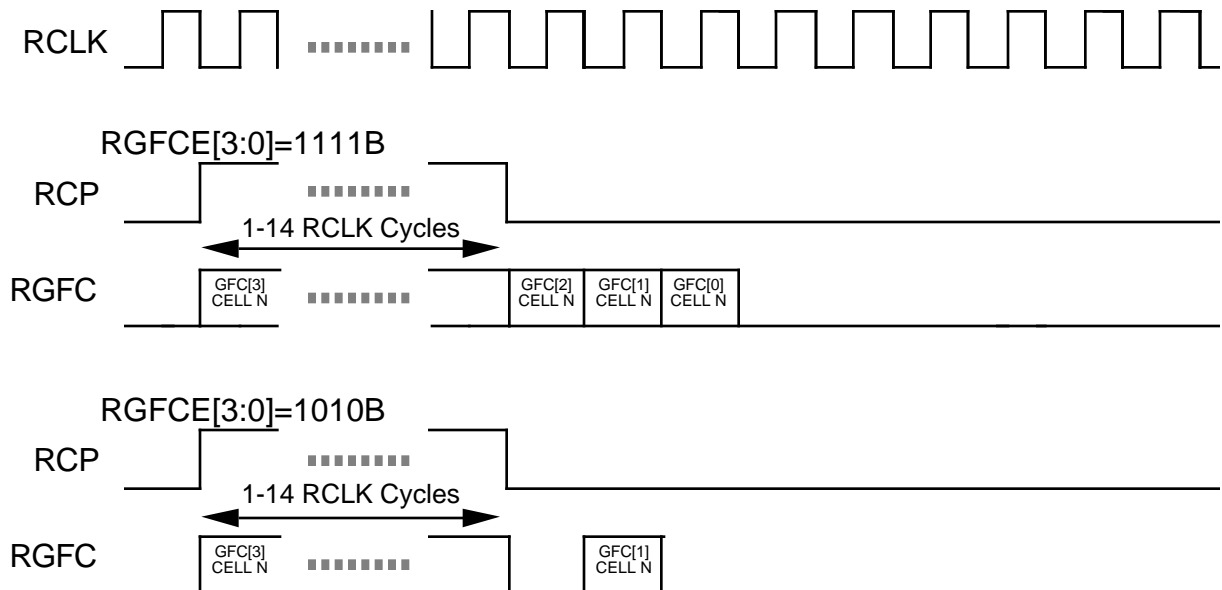 RCLK
RGFCE[3:0]=1111B
RCP
1-14 RCLK Cycles
RGFC
GFC[3]
CELL N
GFC[2]
CELL N
GFC[1]
CELL N
GFC[0]
CELL N
RGFCE[3:0]=1010B
RCP
1-14 RCLK Cycles
RGFC
GFC[3]
CELL N
GFC[1]
CELL N